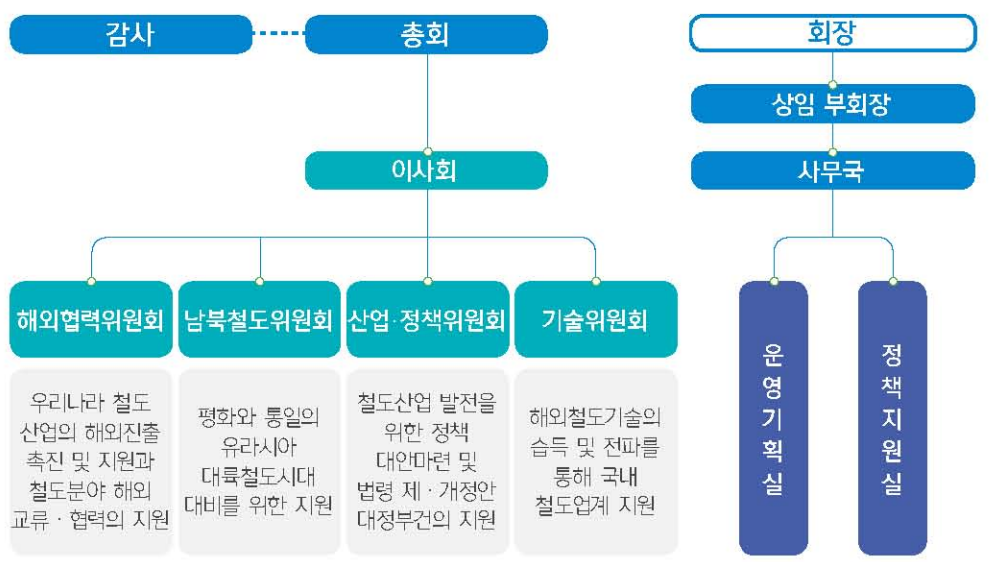 감사
총회
이사회
해외협력위원회
우리나라 철도
산업의 해외진출
촉진 및 지원과
철도분야 해외
교류 · 협력의 지원
남북철도위원회
평화와 통일의
유라시아
대륙철도시대
대비를 위한 지원
산업·정책위원회
철도산업 발전을
위한 정책
대안마련 및
법령 제 · 개정안
대정부건의 지원
기술위원회
해외철도기술의
습득 및 전파를
통해 국내
철도업계 지원
회장
상임 부회장
사무국
운영기획실
정책지원실